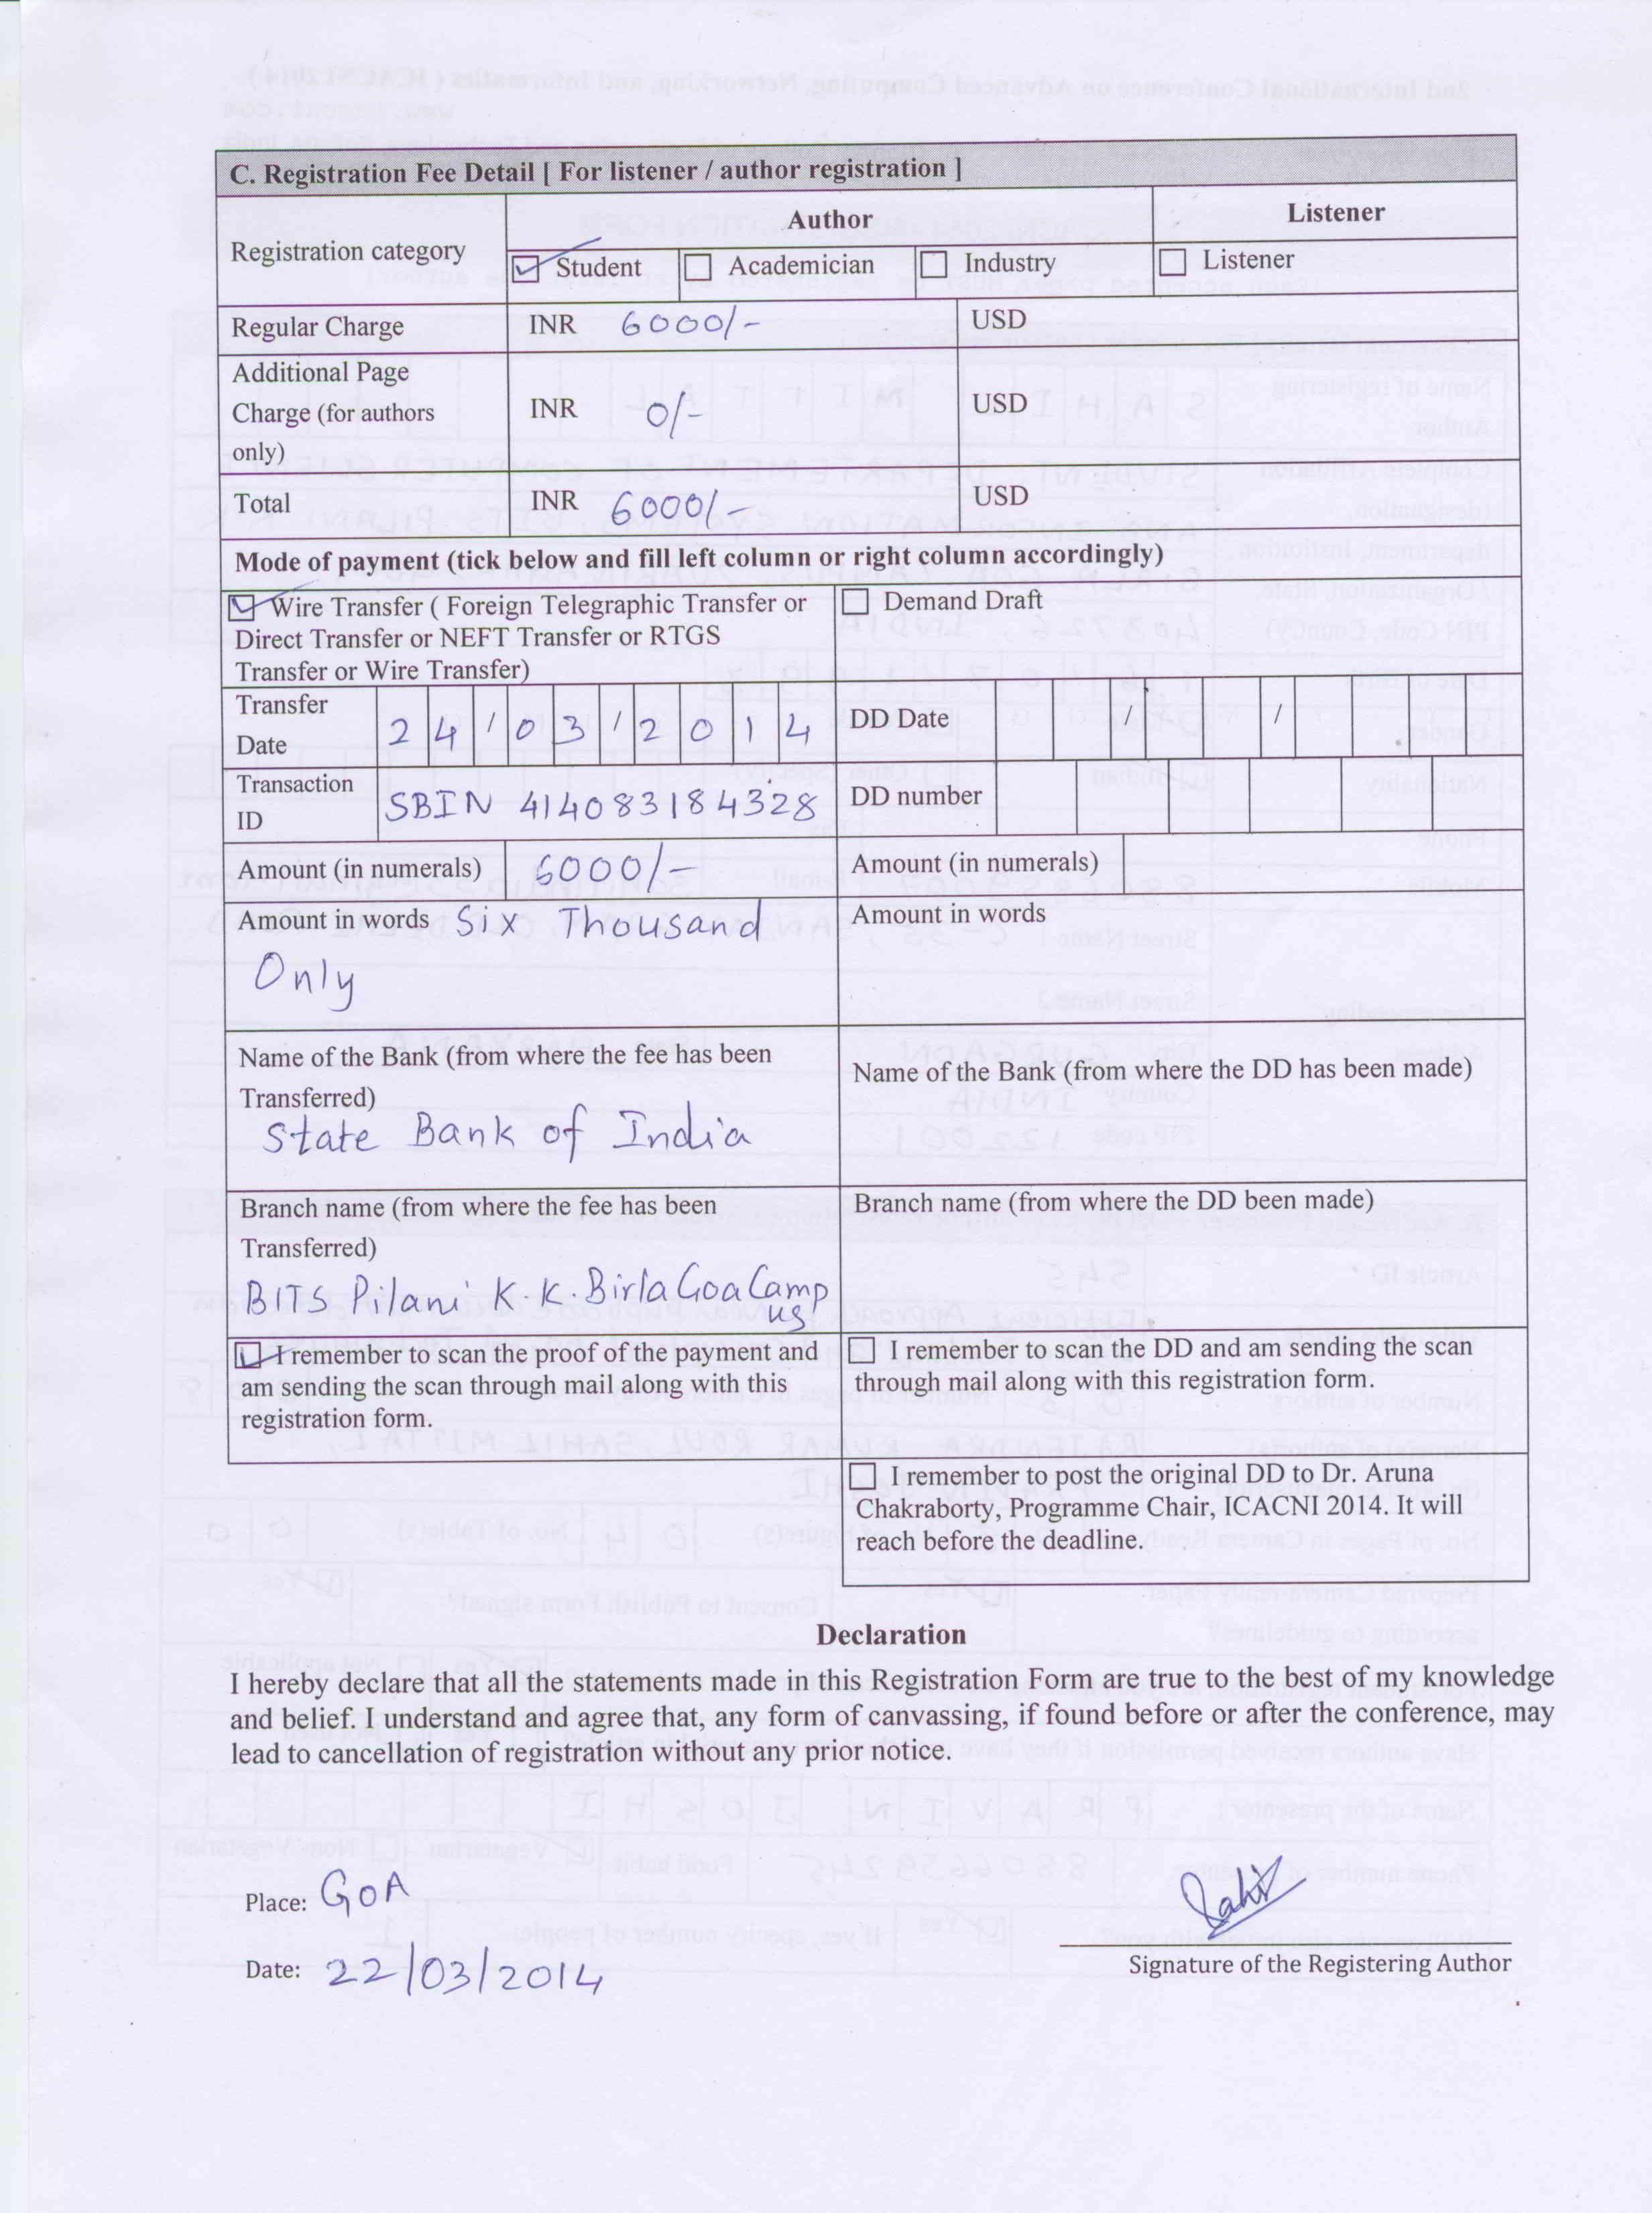 C. Registration Fee Detail [ For listener / author registration ]
Registration category
Author
Listener
☑ Student ☐ Academician ☐ Industry ☐ Listener
Regular Charge INR 6000/- USD
Additional Page
Charge (for authors
only)
INR 0/- USD
Total INR 6000/- USD
Mode of payment (tick below and fill left column or right column accordingly)
☑ Wire Transfer ( Foreign Telegraphic Transfer or
Direct Transfer or NEFT Transfer or RTGS
Transfer or Wire Transfer)
☐ Demand Draft
Transfer
Date
24/03/2014
DD Date / /
Transaction
ID
SBIN 414083184328
DD number
Amount (in numerals) 6000/-
Amount (in numerals)
Amount in words Six Thousand
Only
Amount in words
Name of the Bank (from where the fee has been
Transferred)
State Bank of India
Name of the Bank (from where the DD has been made)
Branch name (from where the fee has been
Transferred)
BITS Pilani K.K. Birla Goa Camp
us
Branch name (from where the DD been made)
☑ I remember to scan the proof of the payment and
am sending the scan through mail along with this
registration form.
☐ I remember to scan the DD and am sending the scan
through mail along with this registration form.
☐ I remember to post the original DD to Dr. Aruna
Chakraborty, Programme Chair, ICACNI 2014. It will
reach before the deadline.
Declaration
I hereby declare that all the statements made in this Registration Form are true to the best of my knowledge
and belief. I understand and agree that, any form of canvassing, if found before or after the conference, may
lead to cancellation of registration without any prior notice.
Place: GOA
Sahil
Date: 22/03/2014
Signature of the Registering Author